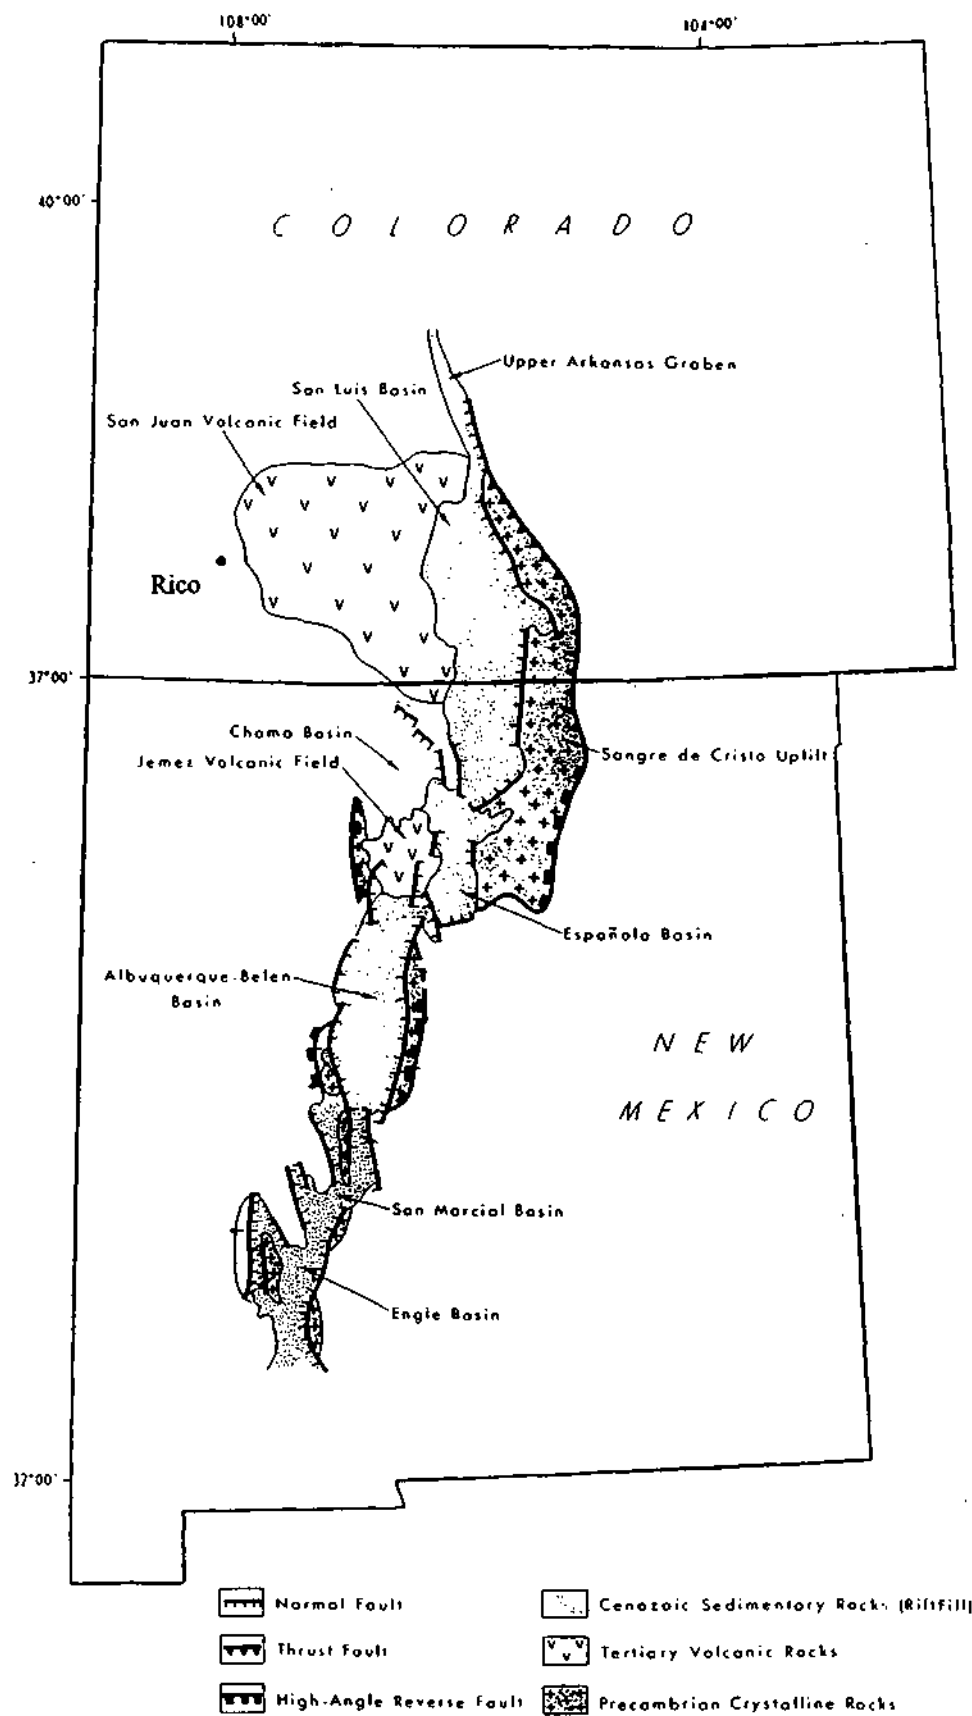 108°00'
104°00'
40°00'
C O L O R A D O
Upper Arkansas Graben
San Luis Basin
San Juan Volcanic Field
Rico
37°00'
Chama Basin
Sangre de Cristo Uplift
Jemez Volcanic Field
Española Basin
Albuquerque-Belen
Basin
N E W
M E X I C O
San Marcial Basin
Engle Basin
32°00'
Normal Fault
Cenozoic Sedimentary Rocks (RiftFill)
Thrust Fault
Tertiary Volcanic Rocks
High-Angle Reverse Fault
Precambrian Crystalline Rocks